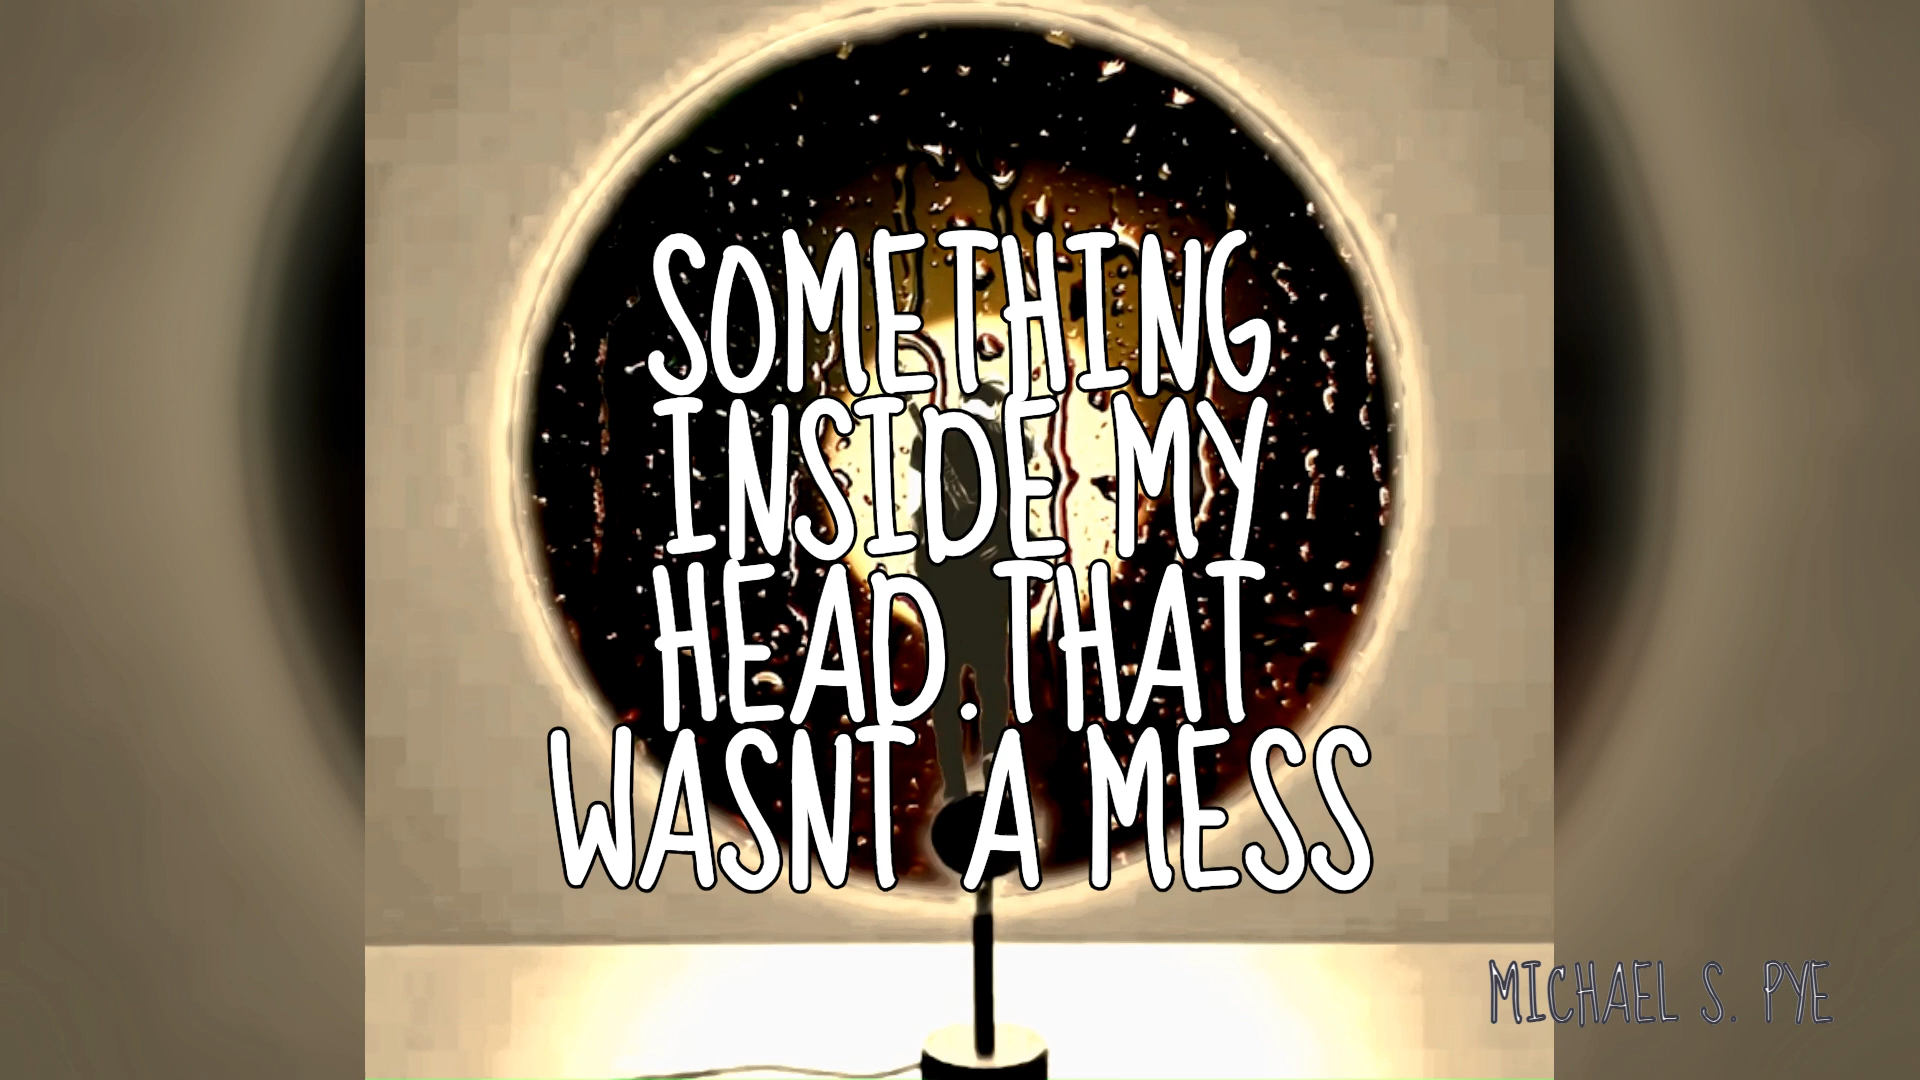 SOMETHING
INSIDE MY
HEAD.THAT
WASNT A MESS
MICHAEL S. PYE